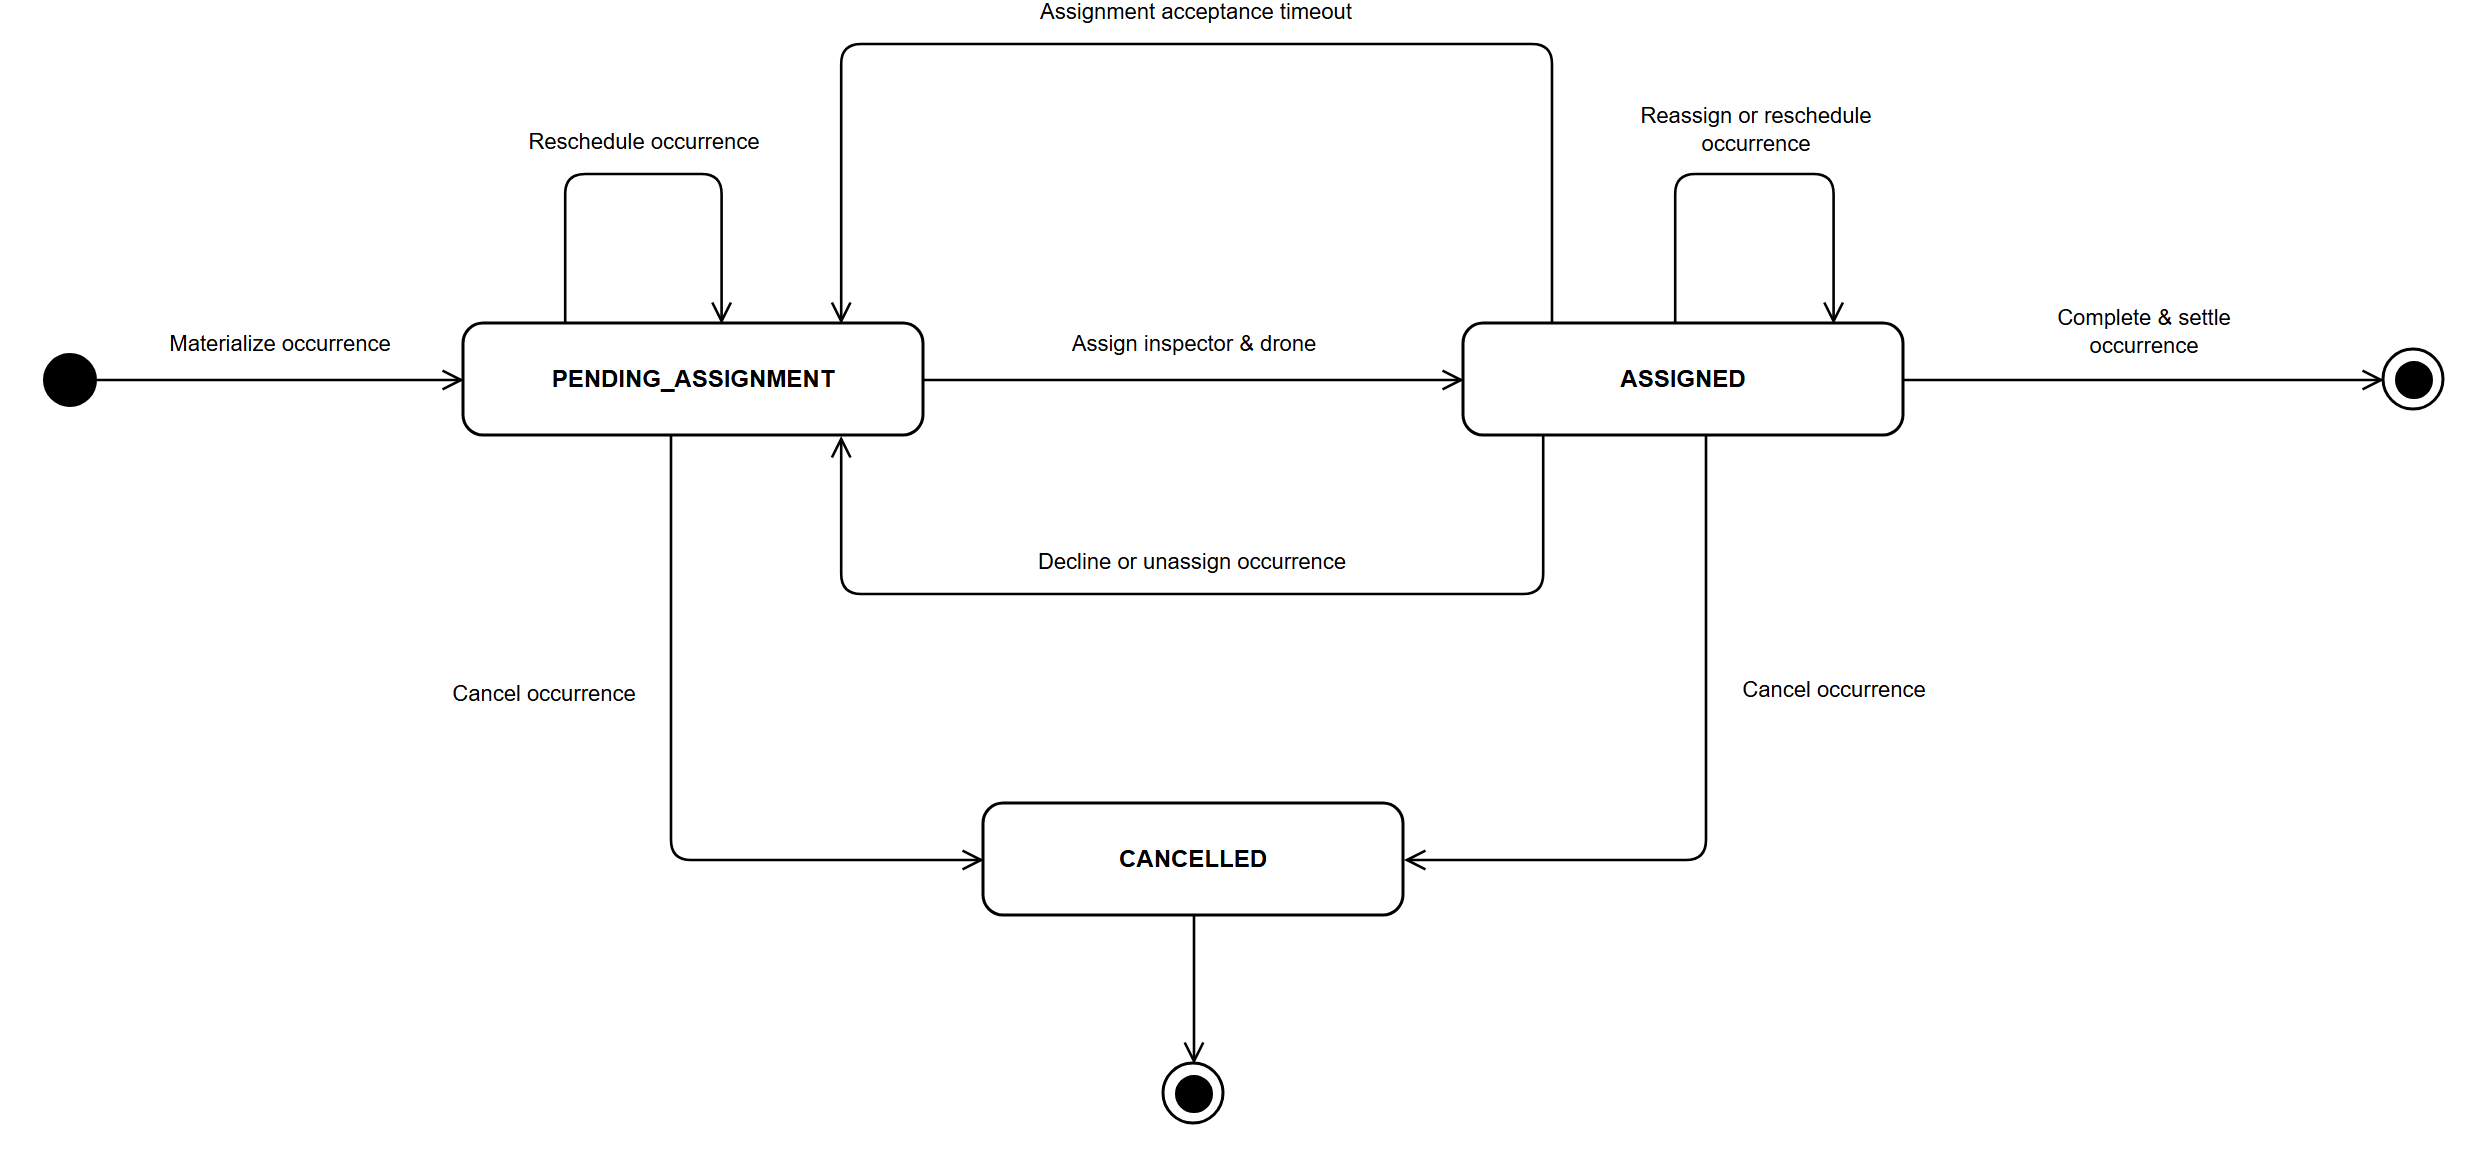 Assignment acceptance timeout
Reassign or reschedule
occurrence
Reschedule occurrence
Materialize occurrence
Assign inspector & drone
Complete & settle
occurrence
PENDING_ASSIGNMENT
ASSIGNED
Decline or unassign occurrence
Cancel occurrence
Cancel occurrence
CANCELLED